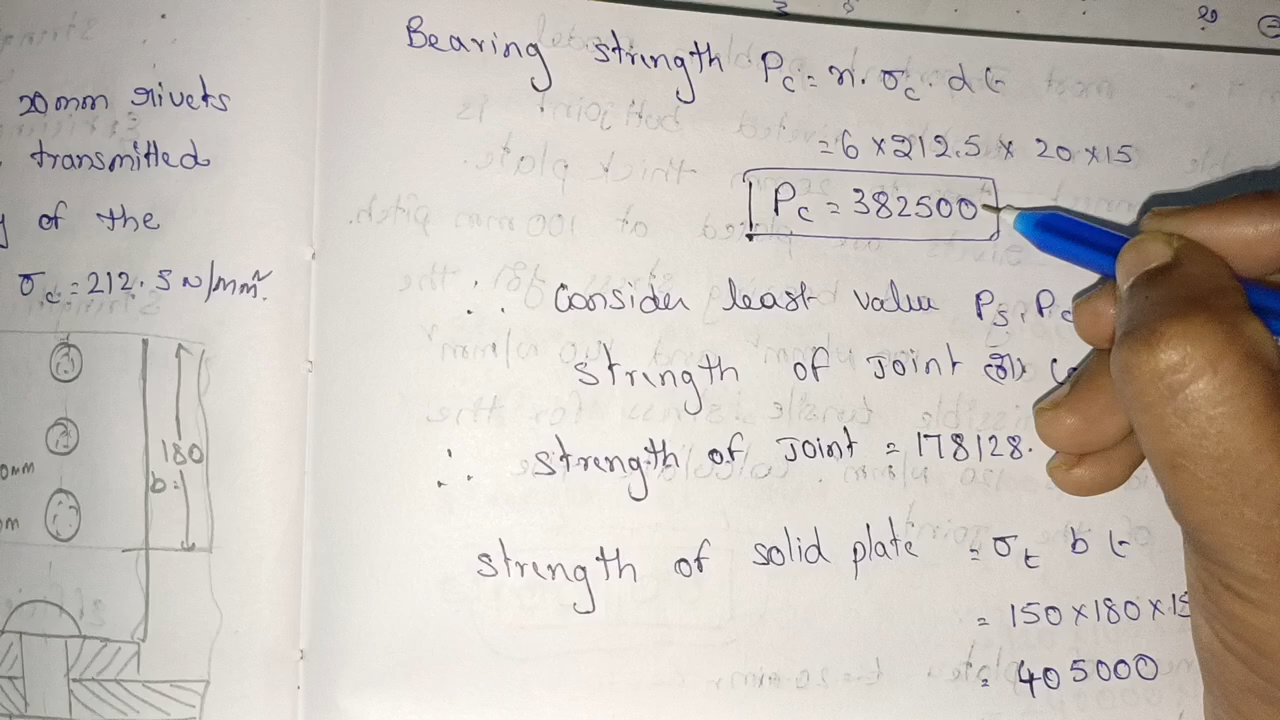 20mm rivets
transmitted
of the
σc = 212.5 N/mm²
180
b=
Bearing strength Pc = n. σc. d t
= 6 × 212.5 × 20 × 15
Pc = 382500
∴ consider least value Ps, Pc
strength of Joint
∴ strength of Joint = 178128.
strength of solid plate = σt b t
= 150 × 180 × 15
= 405000